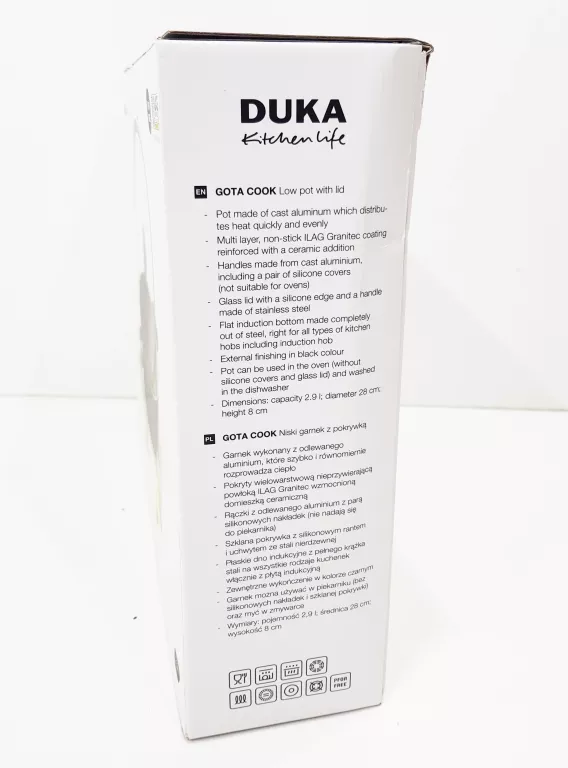 DUKA
Kitchen Life
EN GOTA COOK Low pot with lid
- Pot made of cast aluminum which distribu-
tes heat quickly and evenly
- Multi layer, non-stick ILAG Granitec coating
reinforced with a ceramic addition
- Handles made from cast aluminium,
including a pair of silicone covers
(not suitable for ovens)
- Glass lid with a silicone edge and a handle
made of stainless steel
- Flat induction bottom made completely
out of steel, right for all types of kitchen
hobs including induction hob
- External finishing in black colour
- Pot can be used in the oven (without
silicone covers and glass lid) and washed
in the dishwasher
- Dimensions: capacity 2.9 l; diameter 28 cm;
height 8 cm
PL GOTA COOK Niski garnek z pokrywką
- Garnek wykonany z odlewanego
aluminium, które szybko i równomiernie
rozprowadza ciepło
- Pokryty wielowarstwową nieprzywierającą
powłoką ILAG Granitec wzmocnioną
domieszką ceramiczną
- Rączki z odlewanego aluminium z parą
silikonowych nakładek (nie nadają się
do piekarnika)
- Szklana pokrywka z silikonowym rantem
i uchwytem ze stali nierdzewnej
- Płaskie dno indukcyjne z pełnego krążka
stali na wszystkie rodzaje kuchenek
włącznie z płytą indukcyjną
- Zewnętrzne wykończenie w kolorze czarnym
- Garnek można używać w piekarniku (bez
silikonowych nakładek i szklanej pokrywki)
oraz myć w zmywarce
- Wymiary: pojemność 2,9 l; średnica 28 cm;
wysokość 8 cm
PFOA
FREE